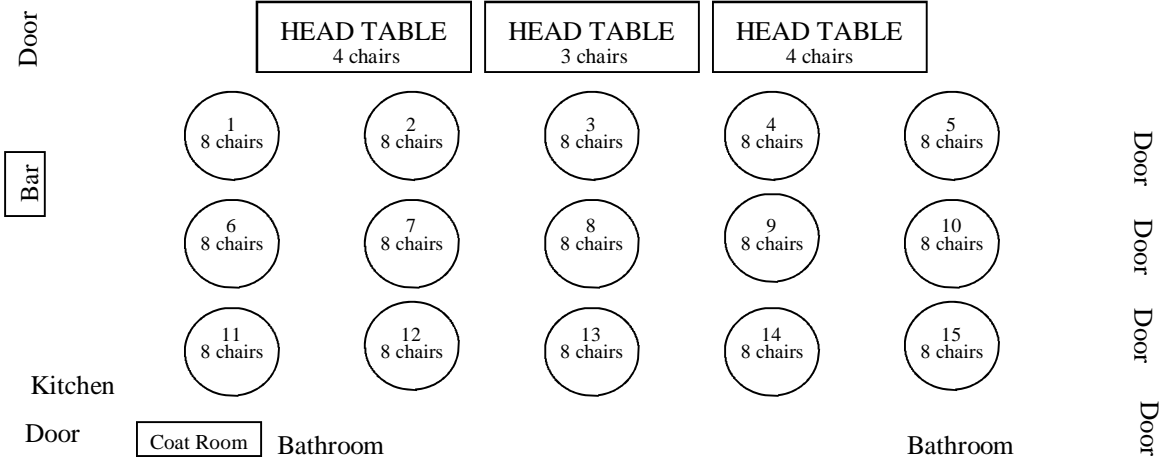 Door
HEAD TABLE
4 chairs
HEAD TABLE
3 chairs
HEAD TABLE
4 chairs
1
8 chairs
2
8 chairs
3
8 chairs
4
8 chairs
5
8 chairs
Door
Bar
6
8 chairs
7
8 chairs
8
8 chairs
9
8 chairs
10
8 chairs
Door
11
8 chairs
12
8 chairs
13
8 chairs
14
8 chairs
15
8 chairs
Door
Kitchen
Door
Coat Room
Bathroom
Bathroom
Door